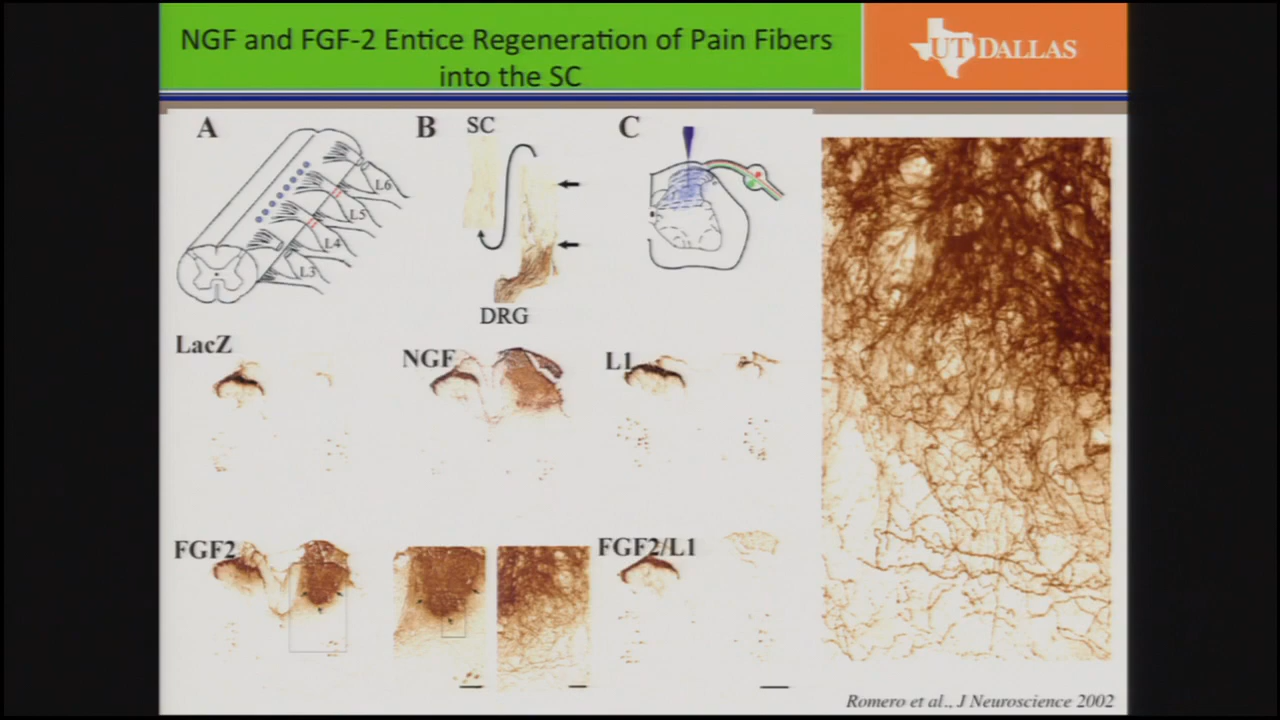 NGF and FGF-2 Entice Regeneration of Pain Fibers
into the SC
UT DALLAS
A
B
SC
C
L6
L5
L4
L3
DRG
LacZ
NGF
L1
FGF2
FGF2/L1
Romero et al., J Neuroscience 2002